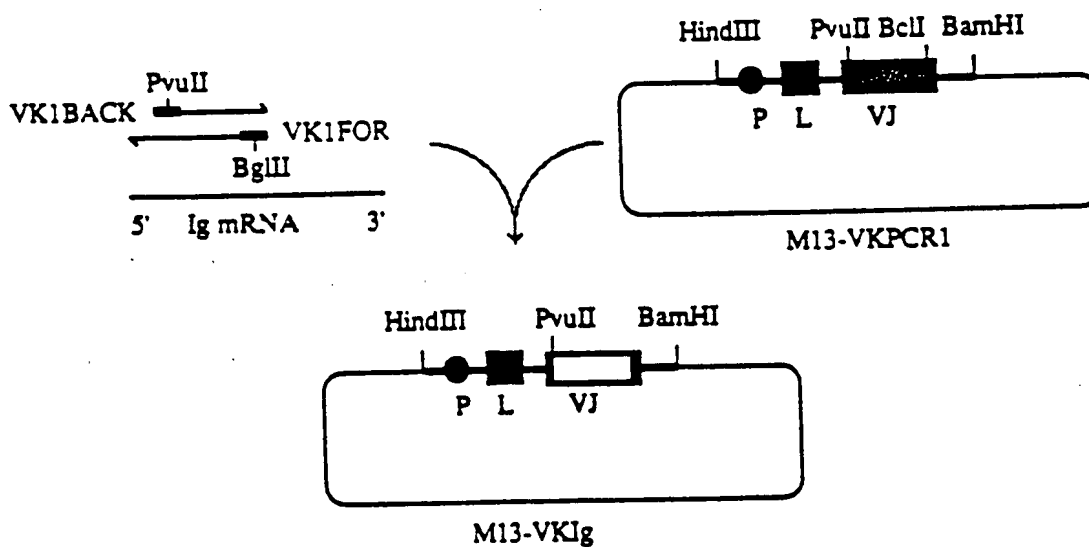 HindIII PvuII BclI BamHI
P L VJ
M13-VKPCR1
PvuII
VK1BACK
VK1FOR
BglII
5' Ig mRNA 3'
HindIII PvuII BamHI
P L VJ
M13-VKIg